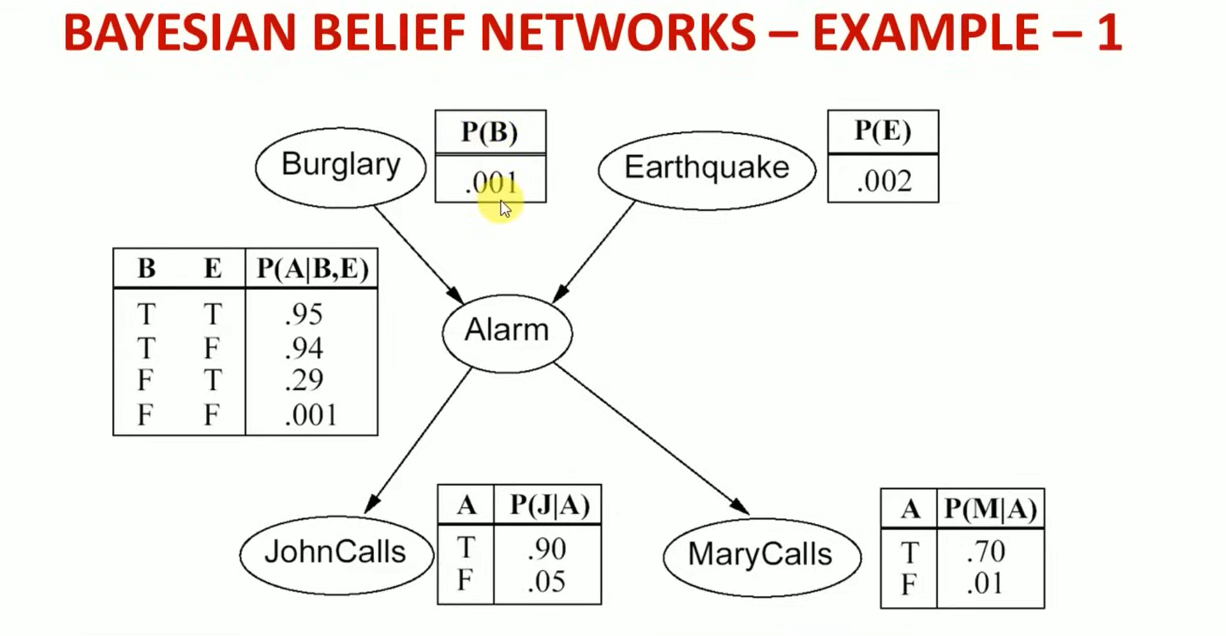 BAYESIAN BELIEF NETWORKS – EXAMPLE – 1
Burglary
P(B)
.001
Earthquake
P(E)
.002
B E P(A|B,E)
T T .95
T F .94
F T .29
F F .001
Alarm
JohnCalls
A P(J|A)
T .90
F .05
MaryCalls
A P(M|A)
T .70
F .01